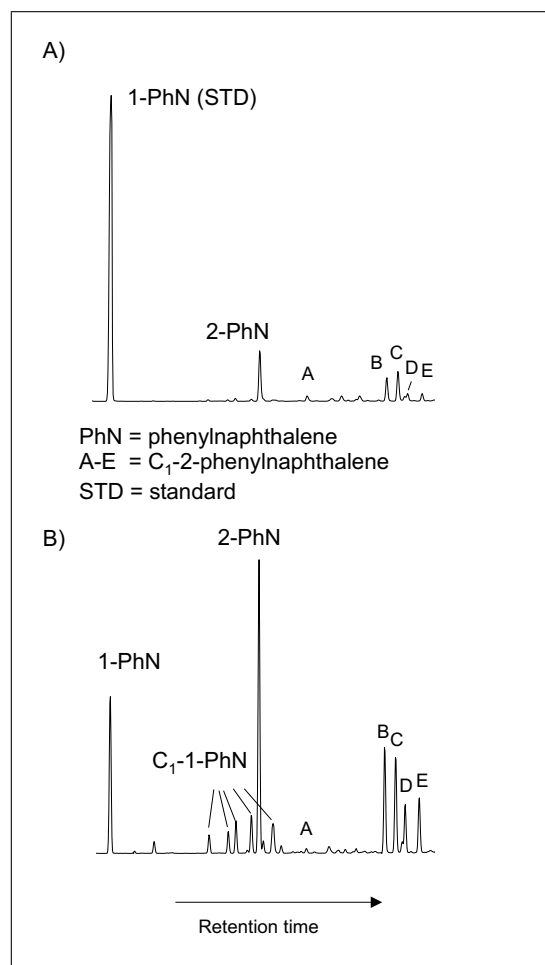 A)
1-PhN (STD)
2-PhN
A
B
C
D
E
PhN = phenylnaphthalene
A-E = C₁-2-phenylnaphthalene
STD = standard
B)
2-PhN
1-PhN
C₁-1-PhN
A
B
C
D
E
Retention time